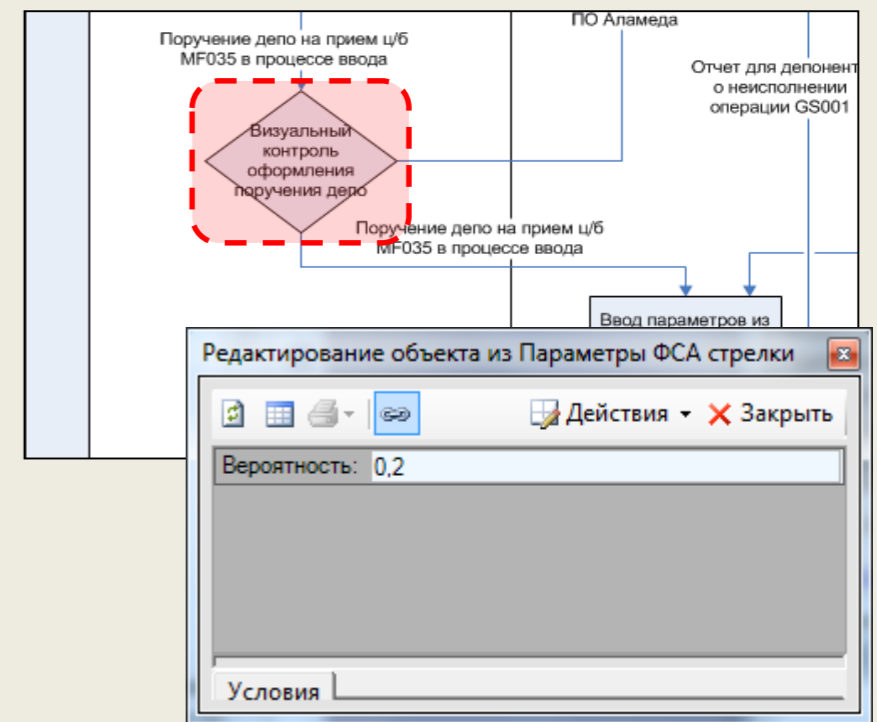 ПО Аламеда
Поручение депо на прием ц/б
MF035 в процессе ввода
Отчет для депонент
о неисполнении
операции GS001
Визуальный
контроль
оформления
поручения депо
Поручение депо на прием ц/б
MF035 в процессе ввода
Ввод параметров из
Редактирование объекта из Параметры ФСА стрелки
Действия Закрыть
Вероятность: 0,2
Условия